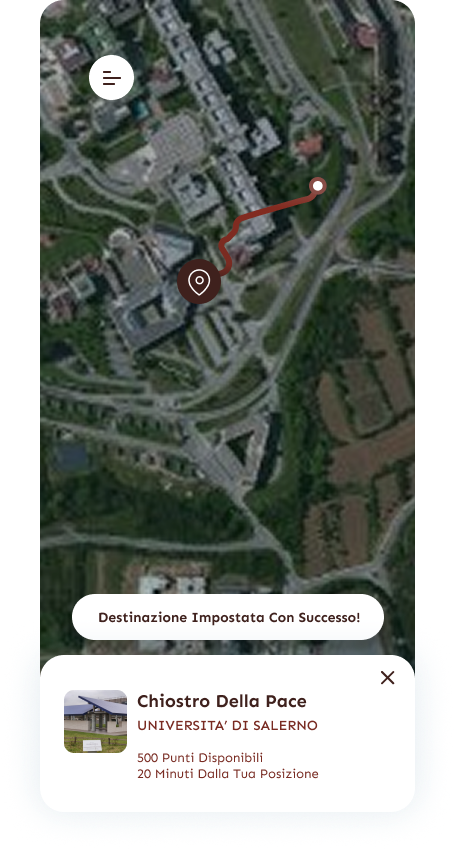 Destinazione Impostata Con Successo!
Chiostro Della Pace
UNIVERSITA’ DI SALERNO
500 Punti Disponibili
20 Minuti Dalla Tua Posizione